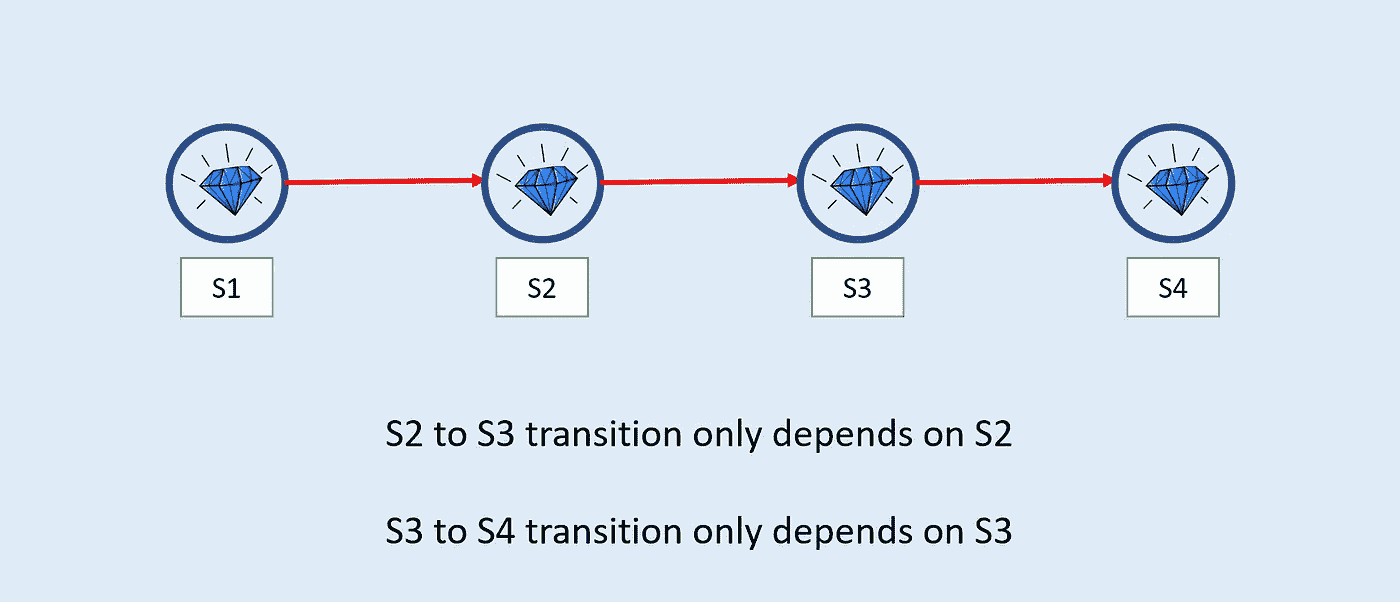 S1
S2
S3
S4
S2 to S3 transition only depends on S2
S3 to S4 transition only depends on S3